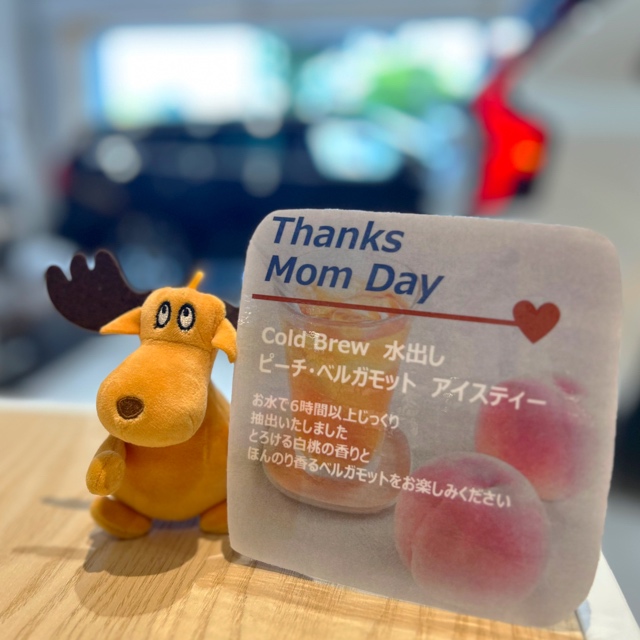 Thanks
Mom Day
Cold Brew 水出し
ピーチ・ベルガモット アイスティー
お水で6時間以上じっくり
抽出いたしました
とろける白桃の香りと
ほんのり香るベルガモットをお楽しみください